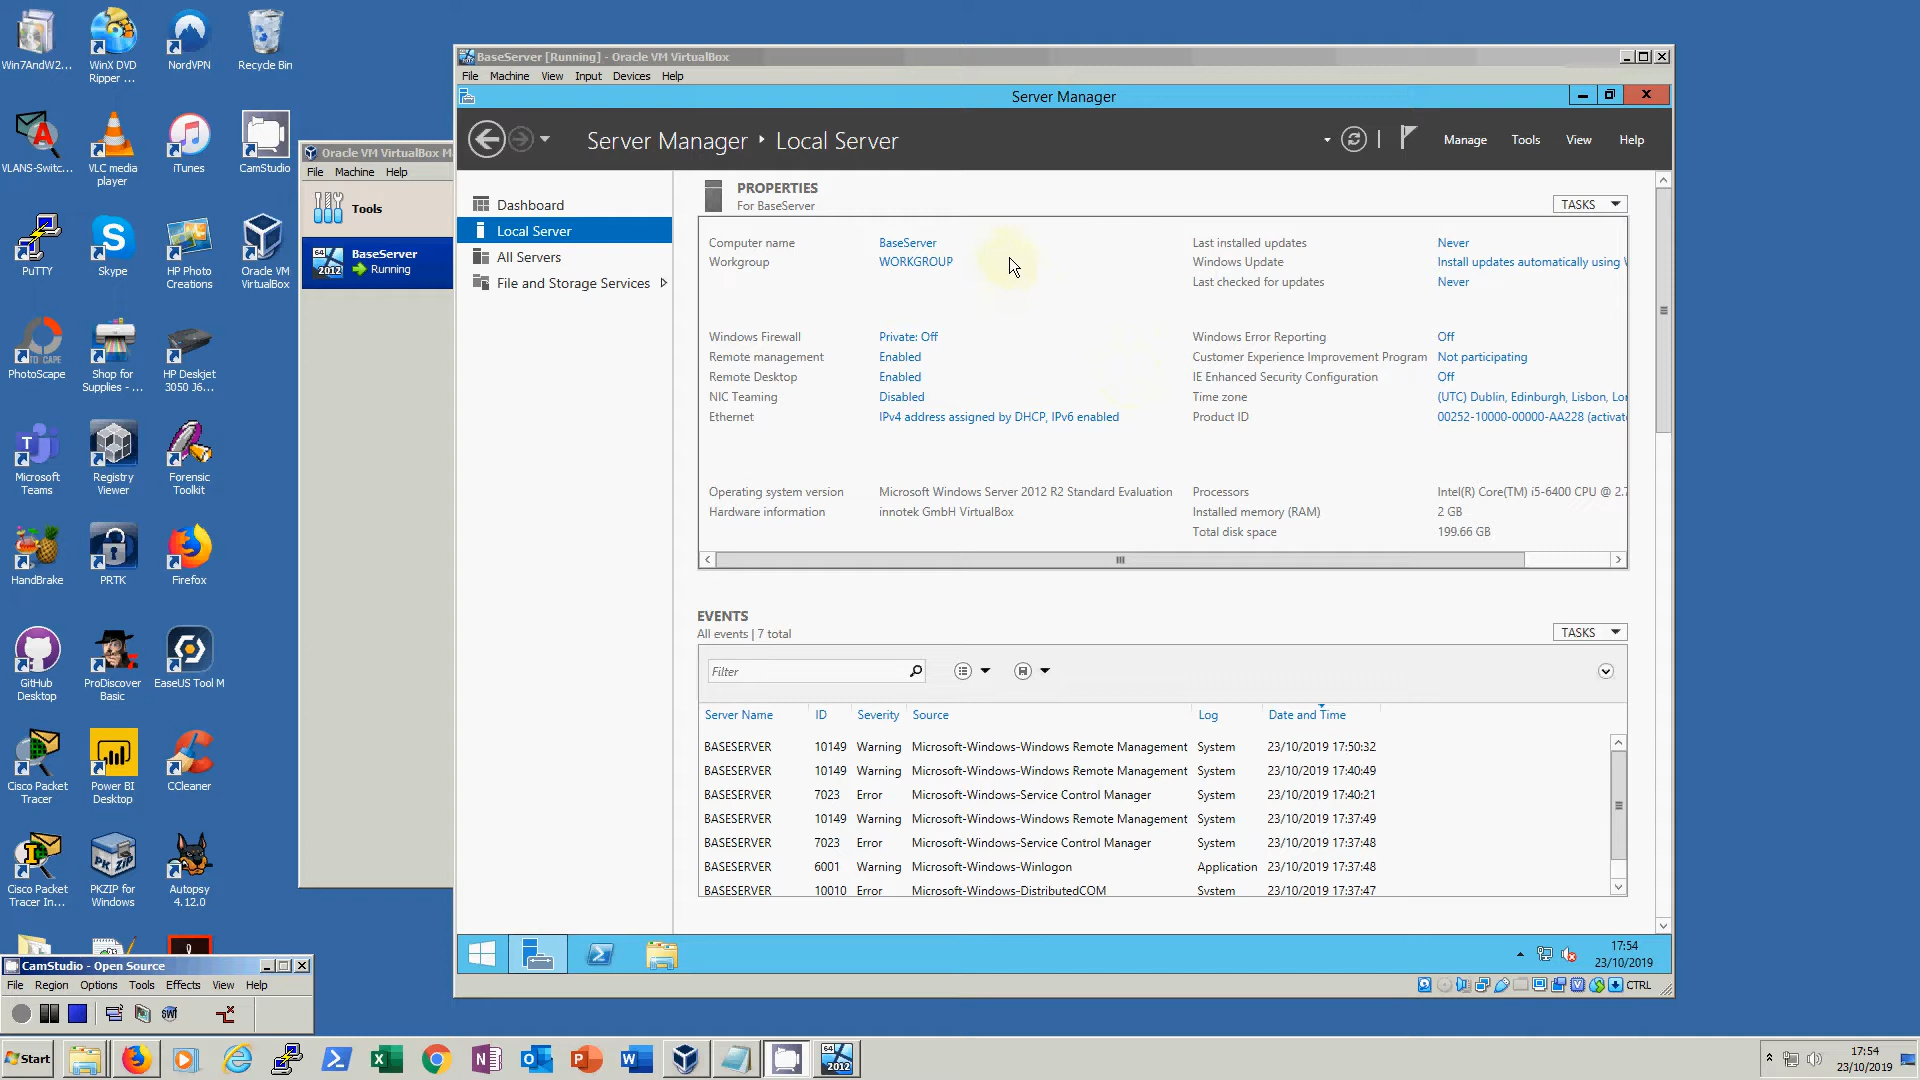 Win7AndW2...
WinX DVD
Ripper ...
NordVPN
Recycle Bin
VLANS-Switc...
VLC media
player
iTunes
CamStudio
PuTTY
Skype
HP Photo
Creations
Oracle VM
VirtualBox
PhotoScape
Shop for
Supplies - ...
HP Deskjet
3050 J6...
Microsoft
Teams
Registry
Viewer
Forensic
Toolkit
HandBrake
PRTK
Firefox
GitHub
Desktop
ProDiscover
Basic
EaseUS Tool M
Cisco Packet
Tracer
Power BI
Desktop
CCleaner
Cisco Packet
Tracer In...
PKZIP for
Windows
Autopsy
4.12.0
Oracle VM VirtualBox M
File Machine Help
Tools
BaseServer
Running
BaseServer [Running] - Oracle VM VirtualBox
File Machine View Input Devices Help
Server Manager
Server Manager ‣ Local Server
Manage Tools View Help
Dashboard
Local Server
All Servers
File and Storage Services
PROPERTIES
For BaseServer
TASKS
Computer name BaseServer
Workgroup WORKGROUP
Last installed updates Never
Windows Update Install updates automatically using
Last checked for updates Never
Windows Firewall Private: Off
Remote management Enabled
Remote Desktop Enabled
NIC Teaming Disabled
Ethernet IPv4 address assigned by DHCP, IPv6 enabled
Windows Error Reporting Off
Customer Experience Improvement Program Not participating
IE Enhanced Security Configuration Off
Time zone (UTC) Dublin, Edinburgh, Lisbon, Lo
Product ID 00252-10000-00000-AA228 (activat
Operating system version Microsoft Windows Server 2012 R2 Standard Evaluation
Hardware information innotek GmbH VirtualBox
Processors Intel(R) Core(TM) i5-6400 CPU @ 2.7
Installed memory (RAM) 2 GB
Total disk space 199.66 GB
EVENTS
All events | 7 total
TASKS
Filter
Server Name ID Severity Source Log Date and Time
BASESERVER 10149 Warning Microsoft-Windows-Windows Remote Management System 23/10/2019 17:50:32
BASESERVER 10149 Warning Microsoft-Windows-Windows Remote Management System 23/10/2019 17:40:49
BASESERVER 7023 Error Microsoft-Windows-Service Control Manager System 23/10/2019 17:40:21
BASESERVER 10149 Warning Microsoft-Windows-Windows Remote Management System 23/10/2019 17:37:49
BASESERVER 7023 Error Microsoft-Windows-Service Control Manager System 23/10/2019 17:37:48
BASESERVER 6001 Warning Microsoft-Windows-Winlogon Application 23/10/2019 17:37:48
BASESERVER 10010 Error Microsoft-Windows-DistributedCOM System 23/10/2019 17:37:47
17:54
23/10/2019
CTRL
CamStudio - Open Source
File Region Options Tools Effects View Help
Start
17:54
23/10/2019